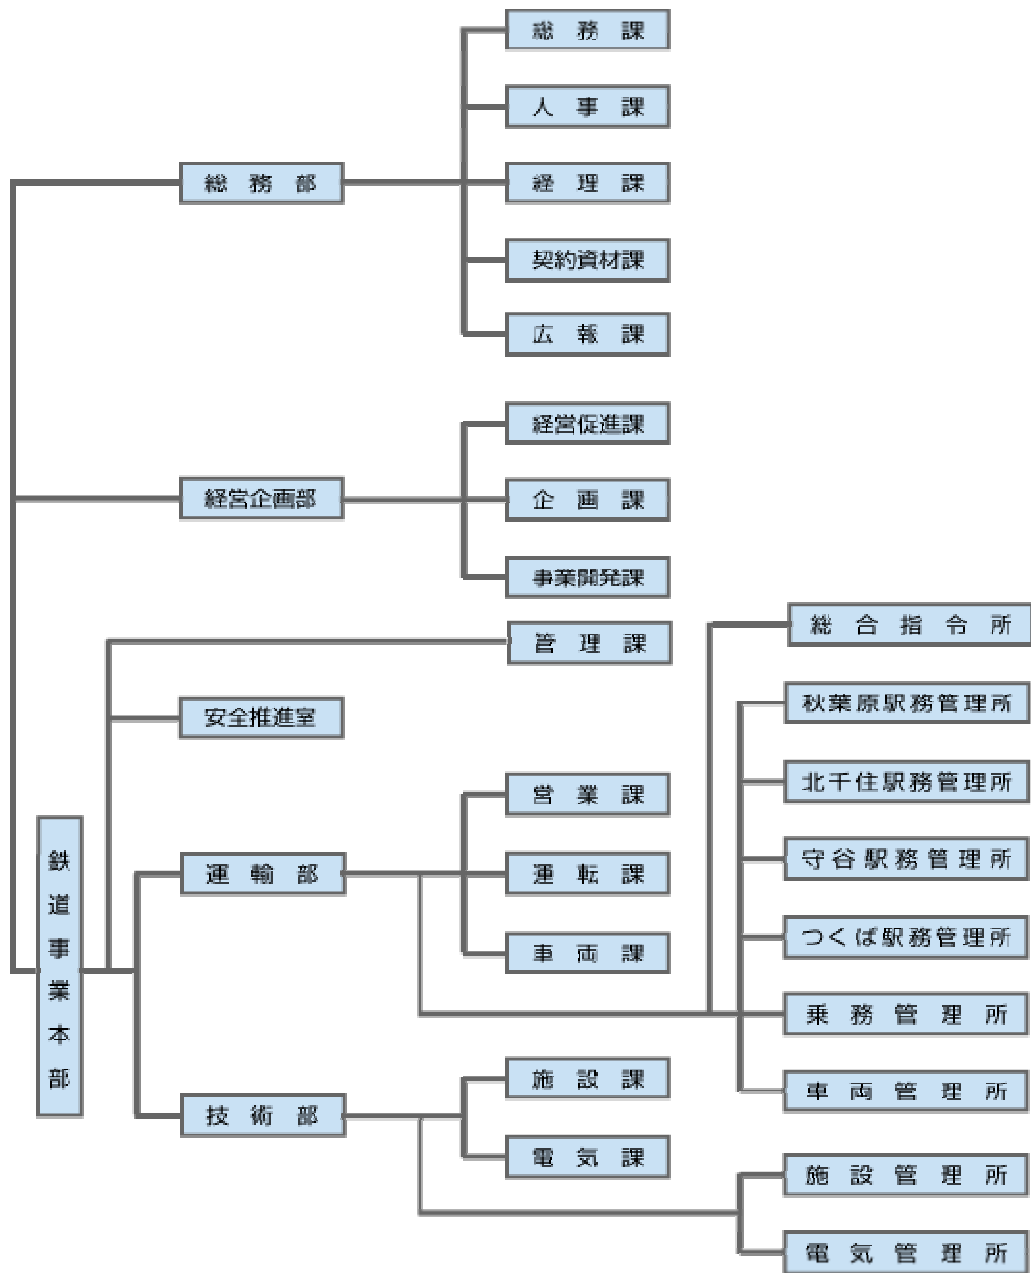 総務課
人事課
総務部
経理課
契約資材課
広報課
経営促進課
経営企画部
企画課
事業開発課
管理課
総合指令所
安全推進室
秋葉原駅務管理所
北千住駅務管理所
営業課
鉄道事業本部
運輸部
運転課
守谷駅務管理所
車両課
つくば駅務管理所
乗務管理所
施設課
車両管理所
技術部
電気課
施設管理所
電気管理所